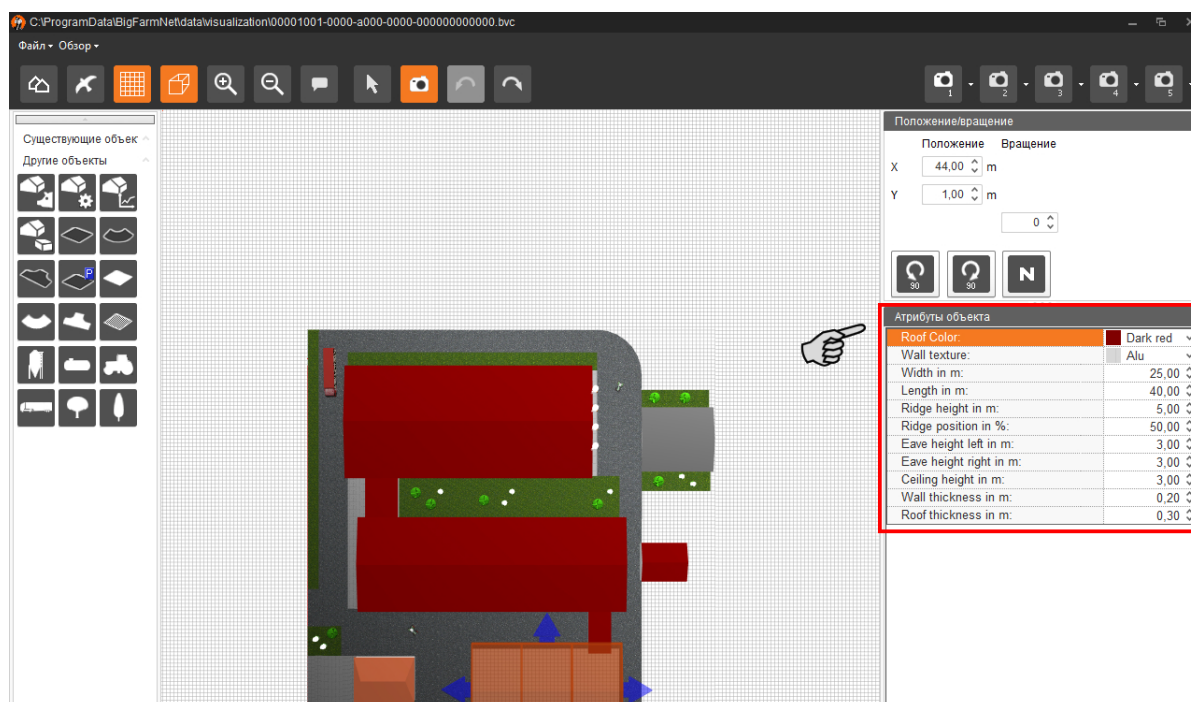 C:\ProgramData\BigFarmNet\data\visualization\00001001-0000-a000-0000-000000000000.bvc
Файл Обзор
1 2 3 4 5
Существующие объек
Другие объекты
P
Положение/вращение
Положение Вращение
X 44,00 m
Y 1,00 m
0
90 90 N
Атрибуты объекта
Roof Color: Dark red
Wall texture: Alu
Width in m: 25,00
Length in m: 40,00
Ridge height in m: 5,00
Ridge position in %: 50,00
Eave height left in m: 3,00
Eave height right in m: 3,00
Ceiling height in m: 3,00
Wall thickness in m: 0,20
Roof thickness in m: 0,30